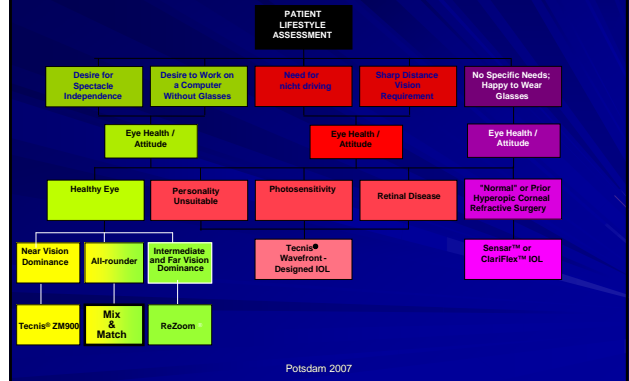 PATIENT
LIFESTYLE
ASSESSMENT
Desire for
Spectacle
Independence
Desire to Work on
a Computer
Without Glasses
Need for
nicht driving
Sharp Distance
Vision
Requirement
No Specific Needs;
Happy to Wear
Glasses
Eye Health /
Attitude
Eye Health /
Attitude
Eye Health /
Attitude
Healthy Eye
Personality
Unsuitable
Photosensitivity
Retinal Disease
"Normal" or Prior
Hyperopic Corneal
Refractive Surgery
Near Vision
Dominance
All-rounder
Intermediate
and Far Vision
Dominance
Tecnis®
Wavefront-
Designed IOL
Sensar™ or
ClariFlex™ IOL
Tecnis® ZM900
Mix
&
Match
ReZoom
Potsdam 2007